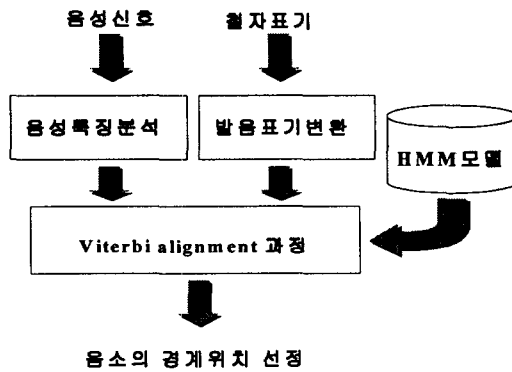 음성신호
철자표기
음성특징분석
발음표기변환
HMM모델
Viterbi alignment 과정
음소의 경계위치 선정